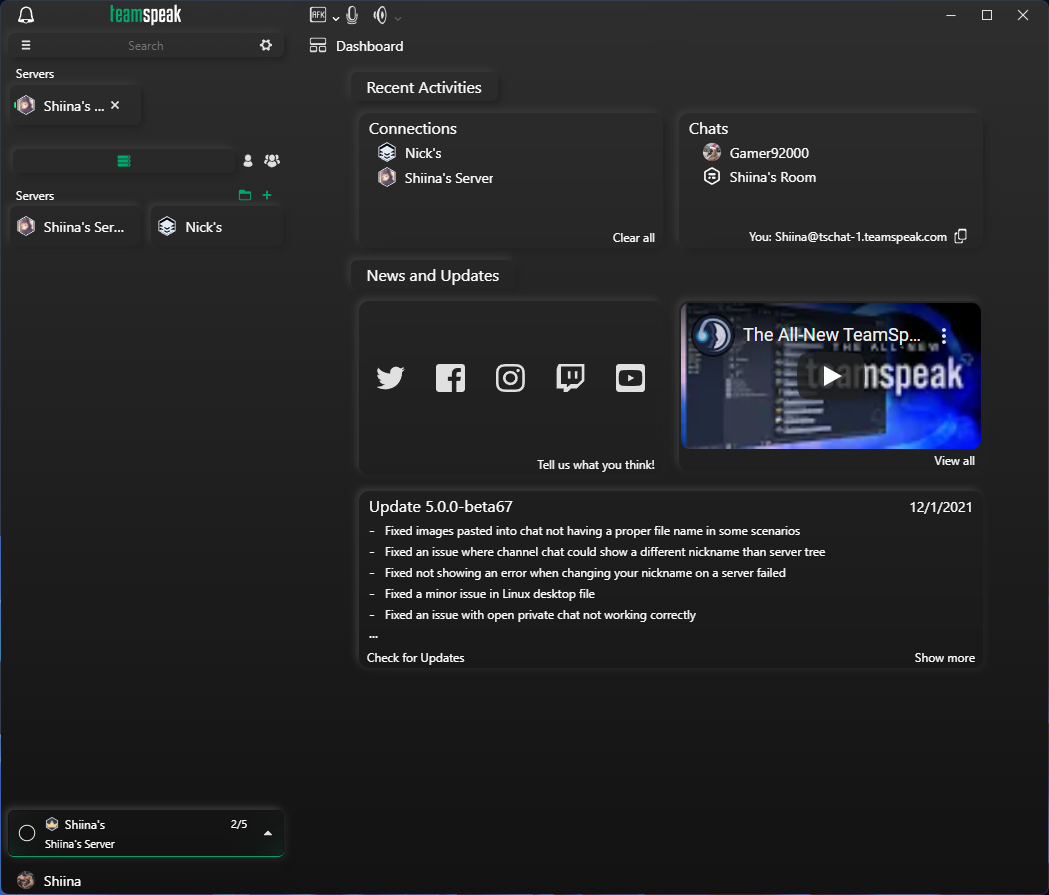 teamspeak
AFK
Search
Dashboard
Servers
Shiina's ...
Servers
Shiina's Ser...
Nick's
Recent Activities
Connections
Nick's
Shiina's Server
Clear all
Chats
Gamer92000
Shiina's Room
You: Shiina@tschat-1.teamspeak.com
News and Updates
Tell us what you think!
The All-New TeamSp...
THE ALL-NEW
teamspeak
View all
Update 5.0.0-beta67
12/1/2021
- Fixed images pasted into chat not having a proper file name in some scenarios
- Fixed an issue where channel chat could show a different nickname than server tree
- Fixed not showing an error when changing your nickname on a server failed
- Fixed a minor issue in Linux desktop file
- Fixed an issue with open private chat not working correctly
...
Check for Updates
Show more
Shiina's
2/5
Shiina's Server
Shiina